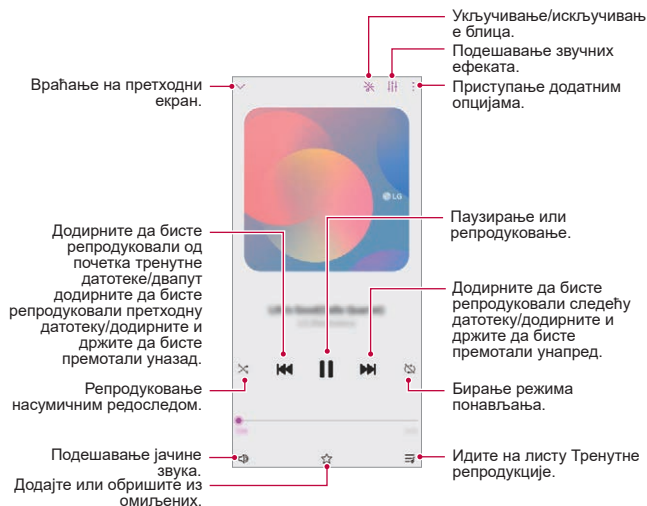 Укључивање/искључивањ
е блица.
Подешавање звучних
ефеката.
Приступање додатним
опцијама.
Враћање на претходни
екран.
LG
Додирните да бисте
репродуковали од
почетка тренутне
датотеке/двапут
додирните да бисте
репродуковали претходну
датотеку/додирните и
држите да бисте
премотали уназад.
Паузирање или
репродуковање.
Додирните да бисте
репродуковали следећу
датотеку/додирните и
држите да бисте
премотали унапред.
Репродуковање
насумичним редоследом.
Бирање режима
понављања.
Подешавање јачине
звука.
Додајте или обришите из
омиљених.
Идите на листу Тренутне
репродукције.